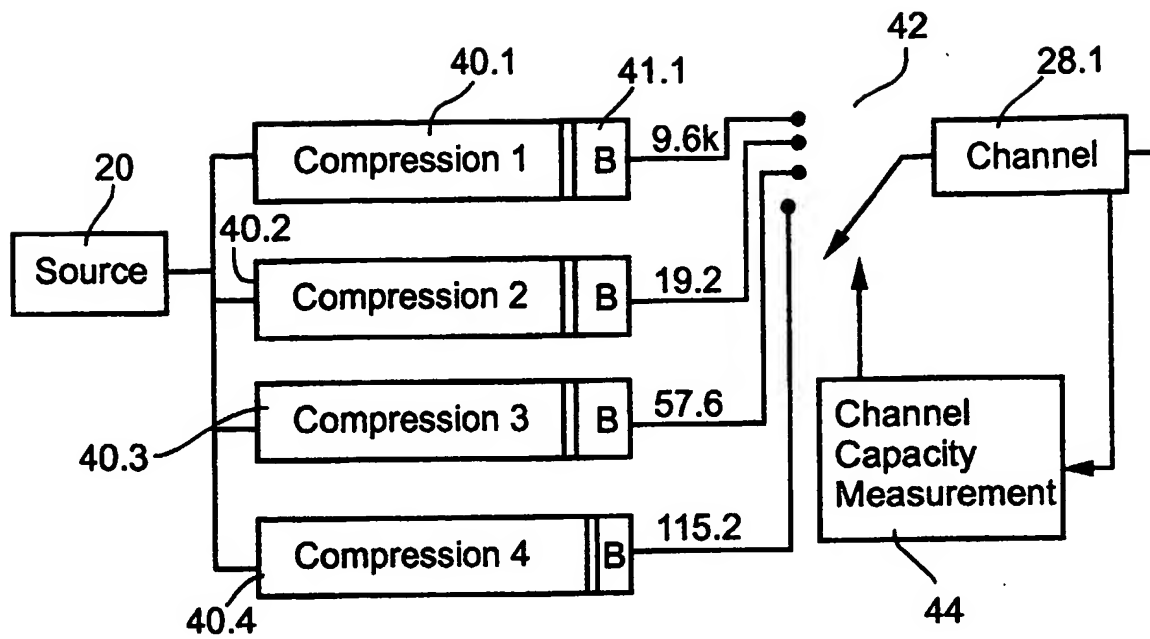 42
40.1
41.1
28.1
Compression 1
B
9.6k
Channel
20
40.2
Source
Compression 2
B
19.2
Compression 3
B
57.6
40.3
Channel
Capacity
Measurement
Compression 4
B
115.2
40.4
44